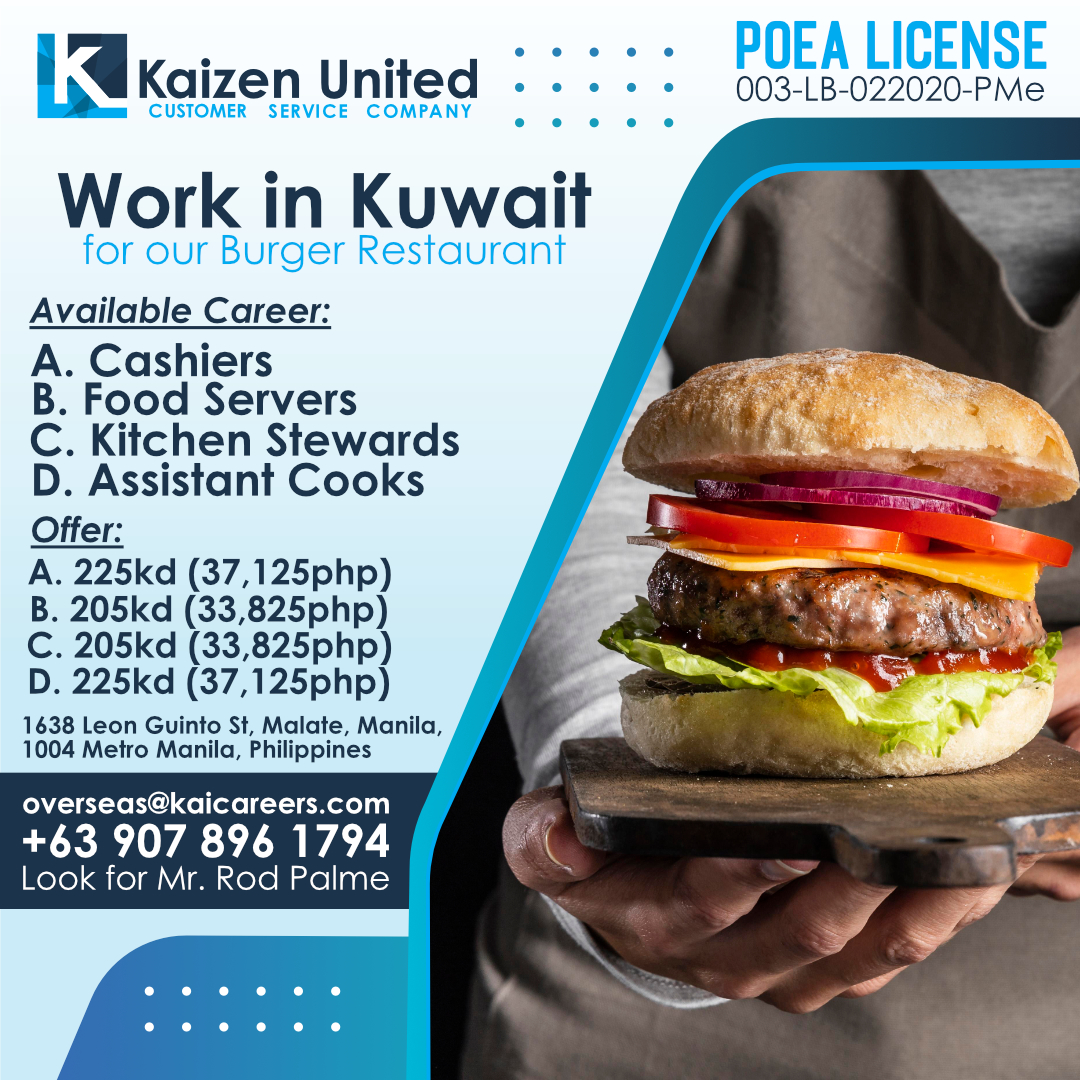 K
Kaizen United
CUSTOMER SERVICE COMPANY
POEA LICENSE
003-LB-022020-PMe
Work in Kuwait
for our Burger Restaurant
Available Career:
A. Cashiers
B. Food Servers
C. Kitchen Stewards
D. Assistant Cooks
Offer:
A. 225kd (37,125php)
B. 205kd (33,825php)
C. 205kd (33,825php)
D. 225kd (37,125php)
1638 Leon Guinto St, Malate, Manila,
1004 Metro Manila, Philippines
overseas@kaicareers.com
+63 907 896 1794
Look for Mr. Rod Palme